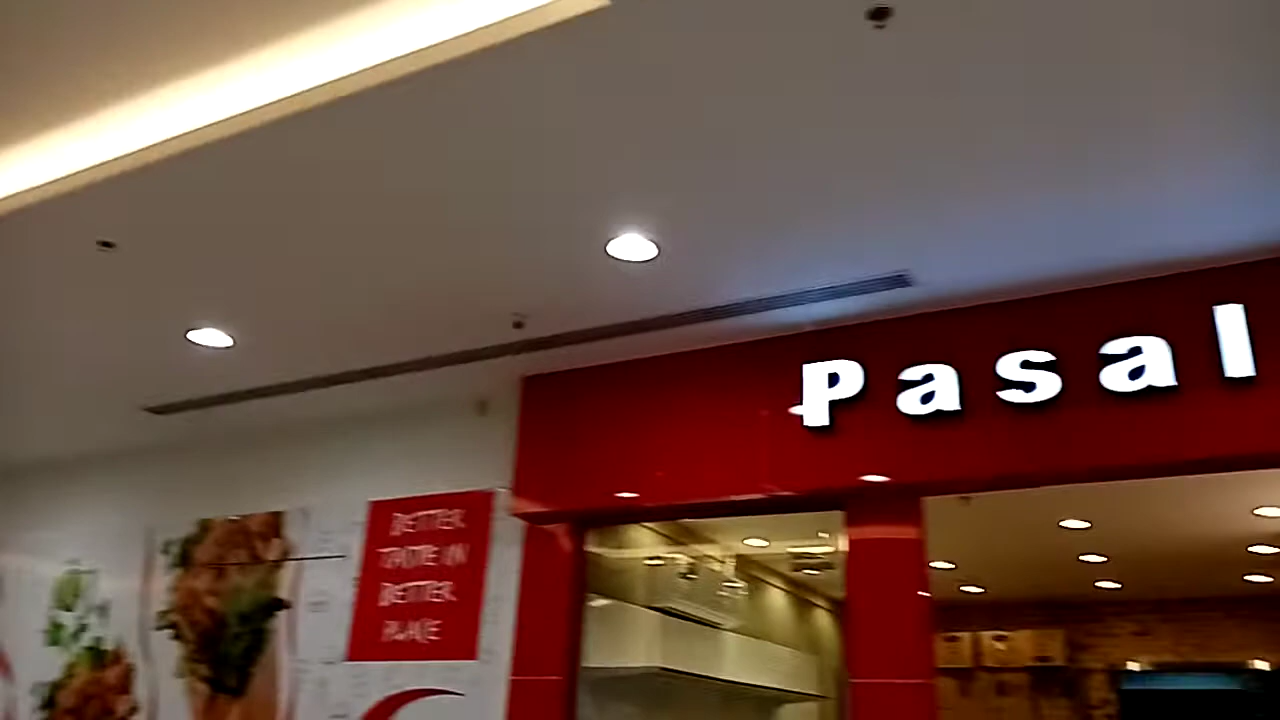 Pasal
BETTER
TASTE IN
BETTER
PLACE